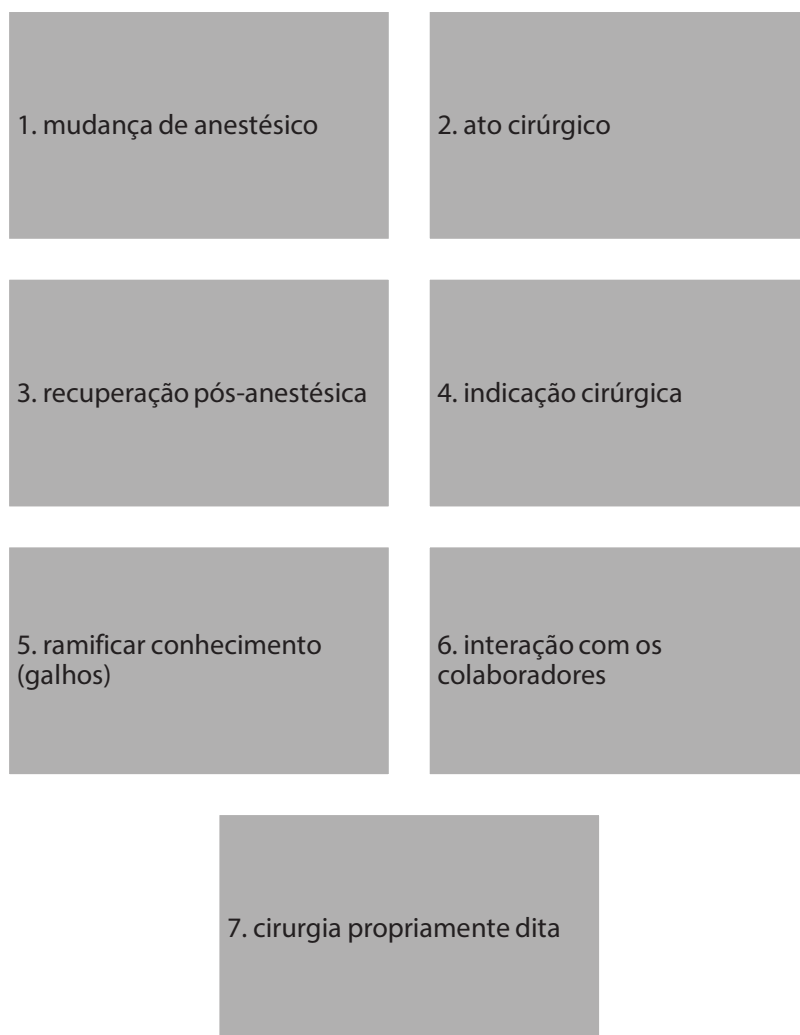 1. mudança de anestésico
2. ato cirúrgico
3. recuperação pós-anestésica
4. indicação cirúrgica
5. ramificar conhecimento
(galhos)
6. interação com os
colaboradores
7. cirurgia propriamente dita